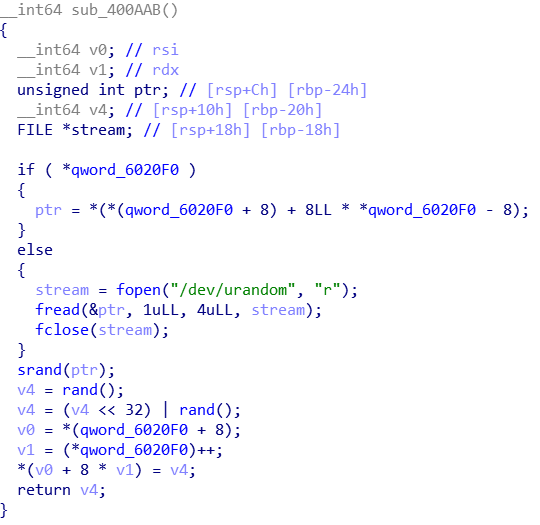 __int64 sub_400AAB()
{
  __int64 v0; // rsi
  __int64 v1; // rdx
  unsigned int ptr; // [rsp+Ch] [rbp-24h]
  __int64 v4; // [rsp+10h] [rbp-20h]
  FILE *stream; // [rsp+18h] [rbp-18h]

  if ( *qword_6020F0 )
  {
    ptr = *(*(qword_6020F0 + 8) + 8LL * *qword_6020F0 - 8);
  }
  else
  {
    stream = fopen("/dev/urandom", "r");
    fread(&ptr, 1uLL, 4uLL, stream);
    fclose(stream);
  }
  srand(ptr);
  v4 = rand();
  v4 = (v4 << 32) | rand();
  v0 = *(qword_6020F0 + 8);
  v1 = (*qword_6020F0)++;
  *(v0 + 8 * v1) = v4;
  return v4;
}